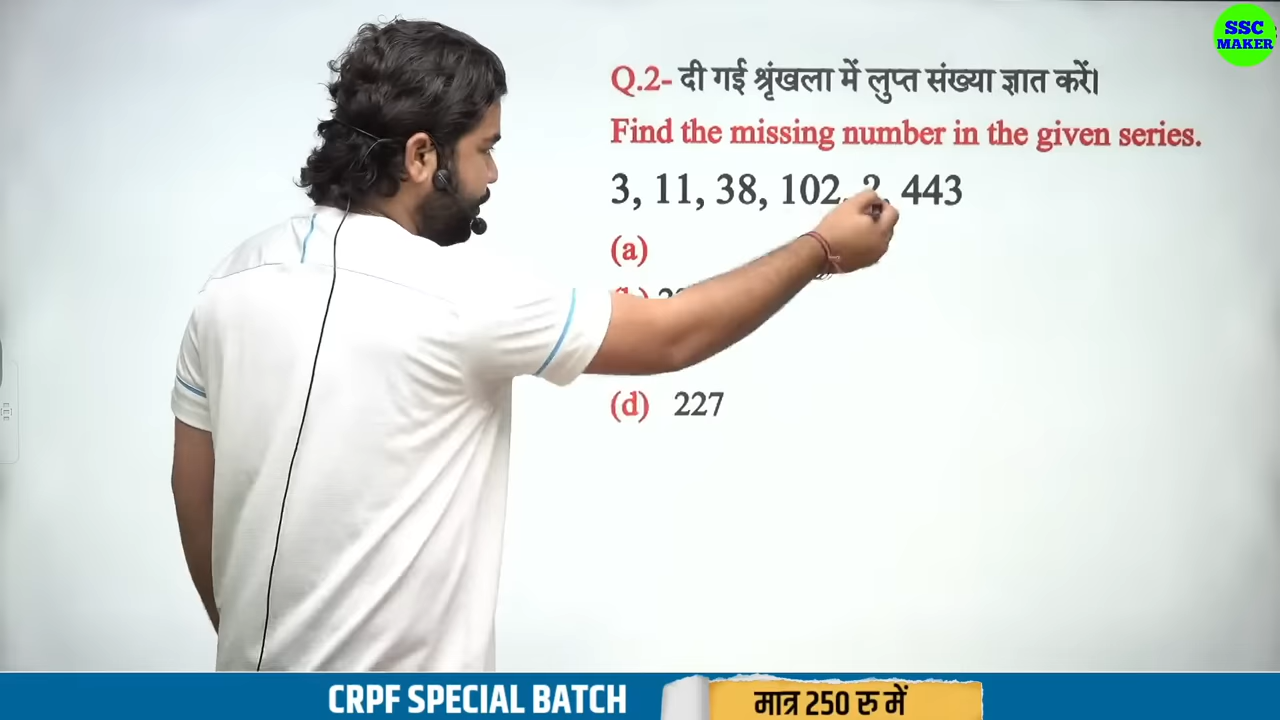 SSC
MAKER
Q.2- दी गई श्रृंखला में लुप्त संख्या ज्ञात करें।
Find the missing number in the given series.
3, 11, 38, 102, ?, 443
(a)
(b)
(d) 227
CRPF SPECIAL BATCH
मात्र 250 रु में